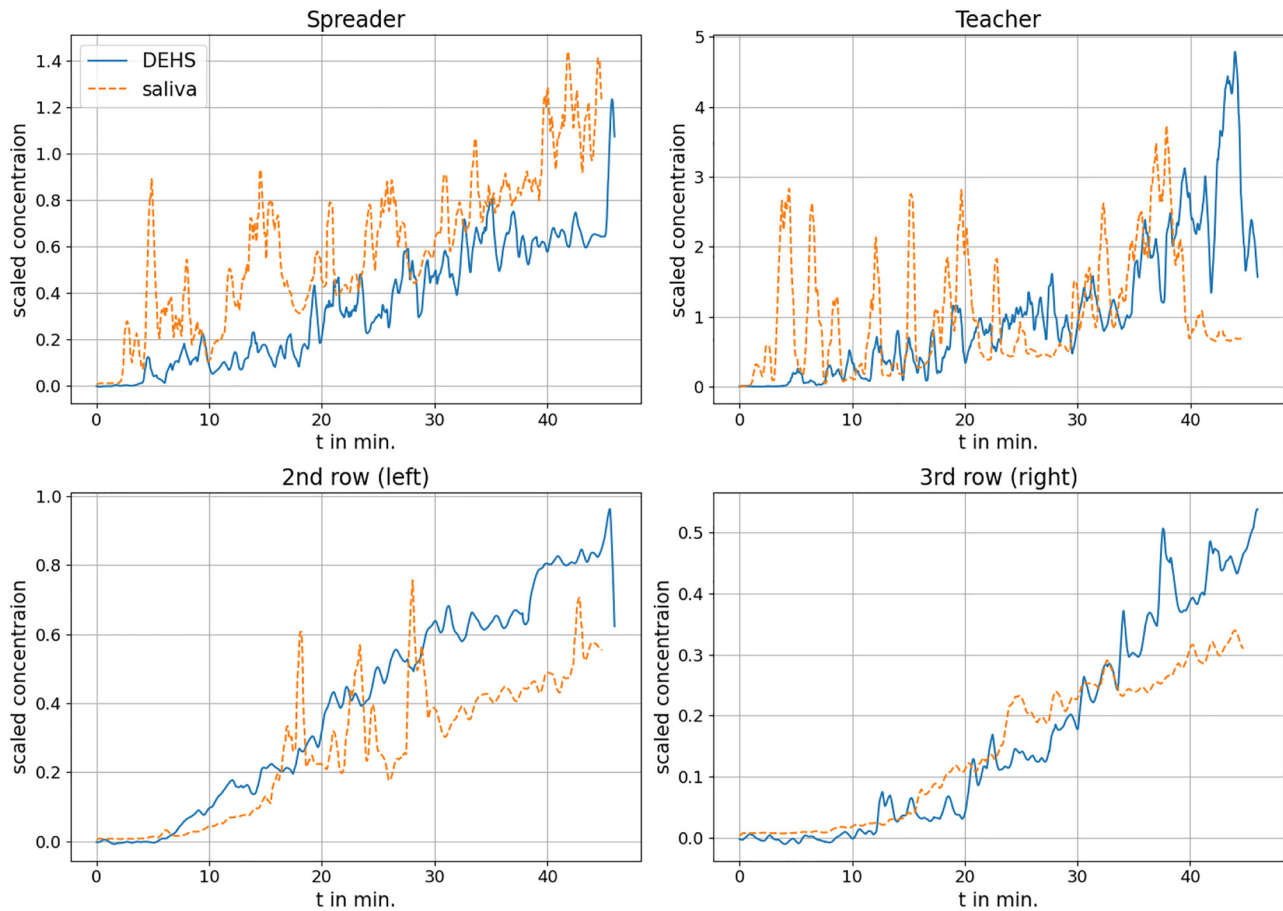 Spreader
DEHS
saliva
1.4
1.2
1.0
0.8
0.6
0.4
0.2
0.0
scaled concentraion
0 10 20 30 40
t in min.
Teacher
5
4
3
2
1
0
scaled concentraion
0 10 20 30 40
t in min.
2nd row (left)
1.0
0.8
0.6
0.4
0.2
0.0
scaled concentraion
0 10 20 30 40
t in min.
3rd row (right)
0.5
0.4
0.3
0.2
0.1
0.0
scaled concentraion
0 10 20 30 40
t in min.